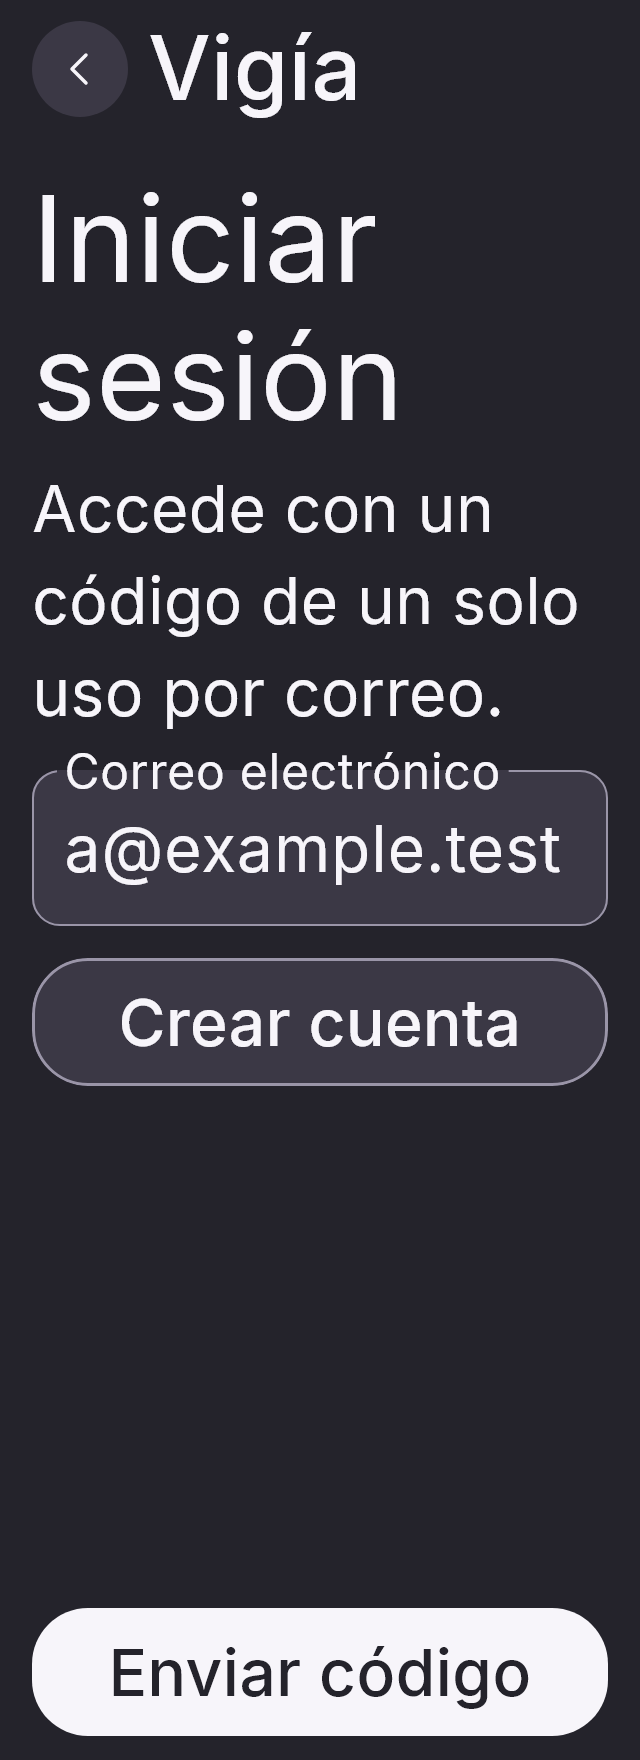 Vigía
Iniciar
sesión
Accede con un
código de un solo
uso por correo.
Correo electrónico
a@example.test
Crear cuenta
Enviar código